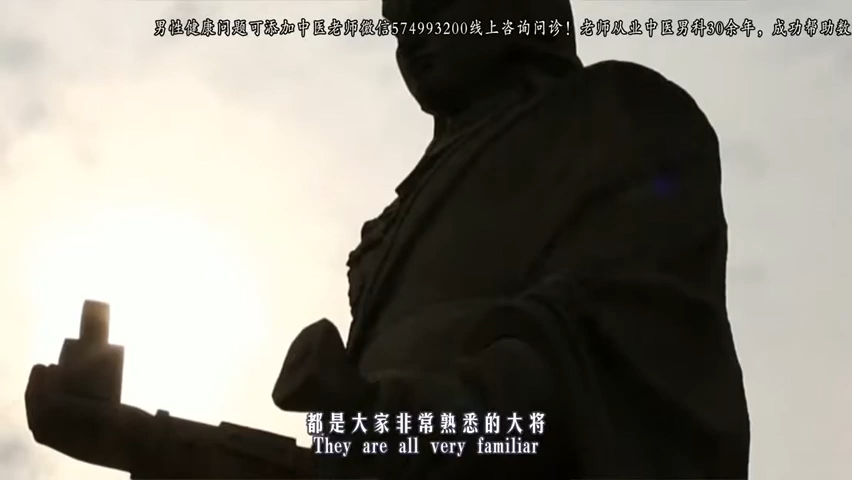 男性健康问题可添加中医老师微信574993200线上咨询问诊！老师从业中医男科30余年，成功帮助数
都是大家非常熟悉的大将
They are all very familiar